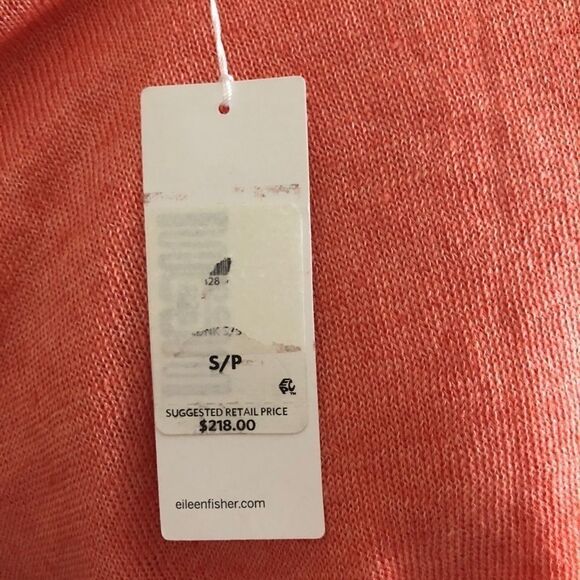 S/P
SUGGESTED RETAIL PRICE
$218.00
eileenfisher.com